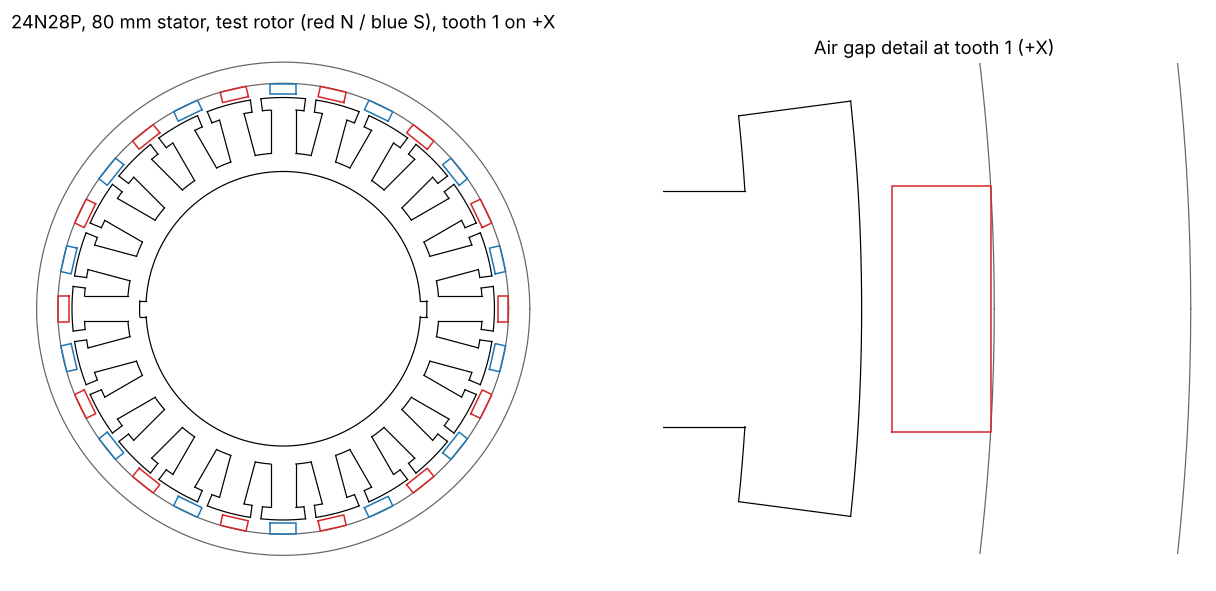 24N28P, 80 mm stator, test rotor (red N / blue S), tooth 1 on +X
Air gap detail at tooth 1 (+X)